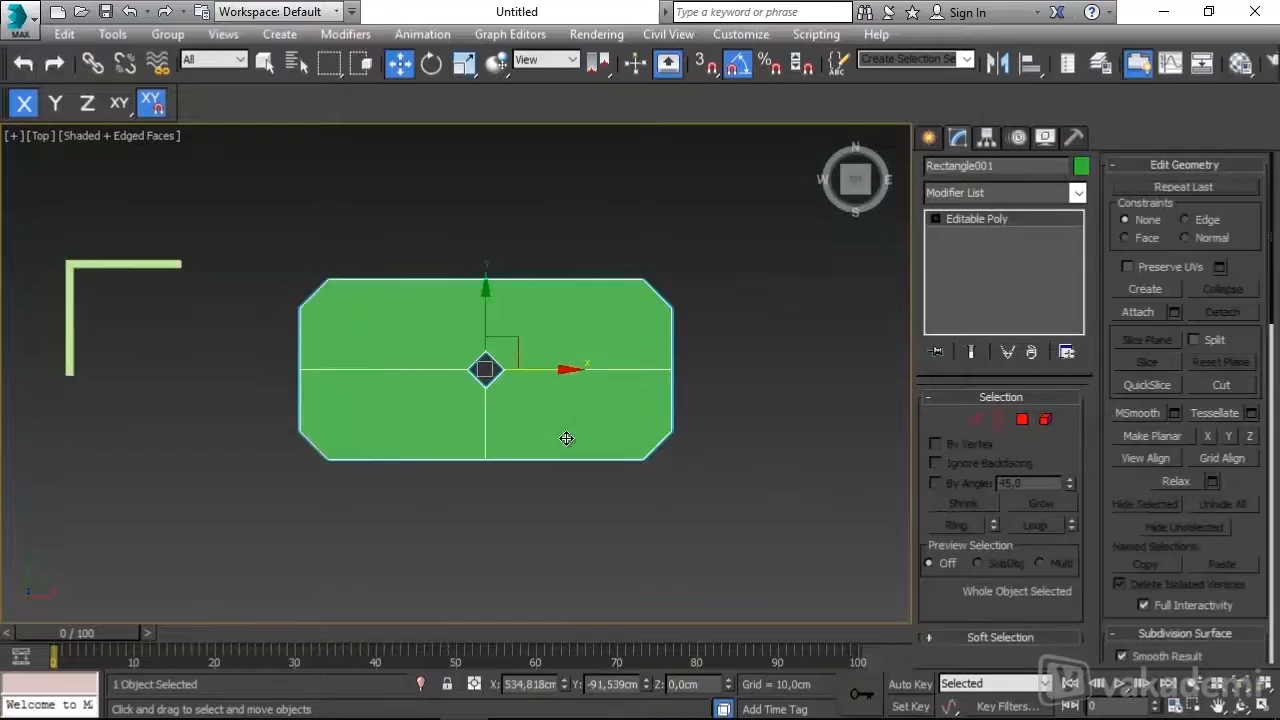 MAX
Workspace: Default
Untitled
Type a keyword or phrase
Sign In
Edit Tools Group Views Create Modifiers Animation Graph Editors Rendering Civil View Customize Scripting Help
All
View
3
%
ABC
Create Selection Se
X Y Z XY XY
[+] [Top] [Shaded + Edged Faces]
N
W TOP E
S
y
x
Rectangle001
Modifier List
Editable Poly
Selection
By Vertex
Ignore Backfacing
By Angle: 45,0
Shrink Grow
Ring Loop
Preview Selection
Off SubObj Multi
Whole Object Selected
Soft Selection
Edit Geometry
Repeat Last
Constraints
None Edge
Face Normal
Preserve UVs
Create Collapse
Attach Detach
Slice Plane Split
Slice Reset Plane
QuickSlice Cut
MSmooth Tessellate
Make Planar X Y Z
View Align Grid Align
Relax
Hide Selected Unhide All
Hide Unselected
Named Selections:
Copy Paste
Delete Isolated Vertices
Full Interactivity
Subdivision Surface
Smooth Result
0 / 100
0 10 20 30 40 50 60 70 80 90 100
1 Object Selected
X: 534,818cm Y: -91,539cm Z: 0,0cm Grid = 10,0cm
Auto Key Selected
Welcome to M
Click and drag to select and move objects
Add Time Tag
Set Key Key Filters... 0
vakademi